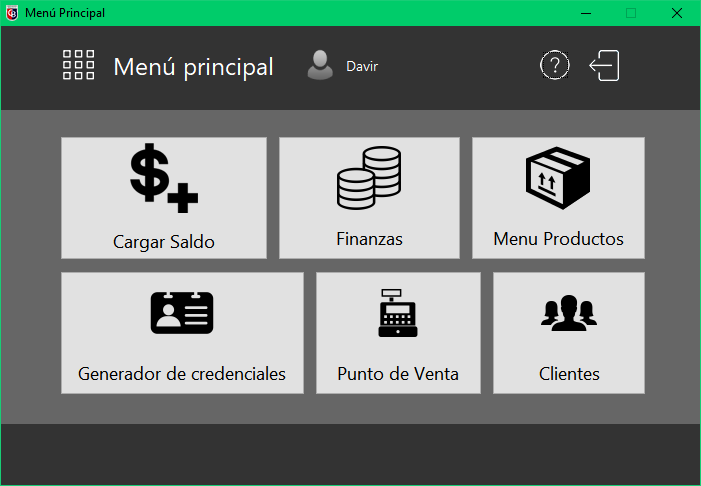 Menú Principal
Menú principal
Davir
?
Cargar Saldo
Finanzas
Menu Productos
Generador de credenciales
Punto de Venta
Clientes